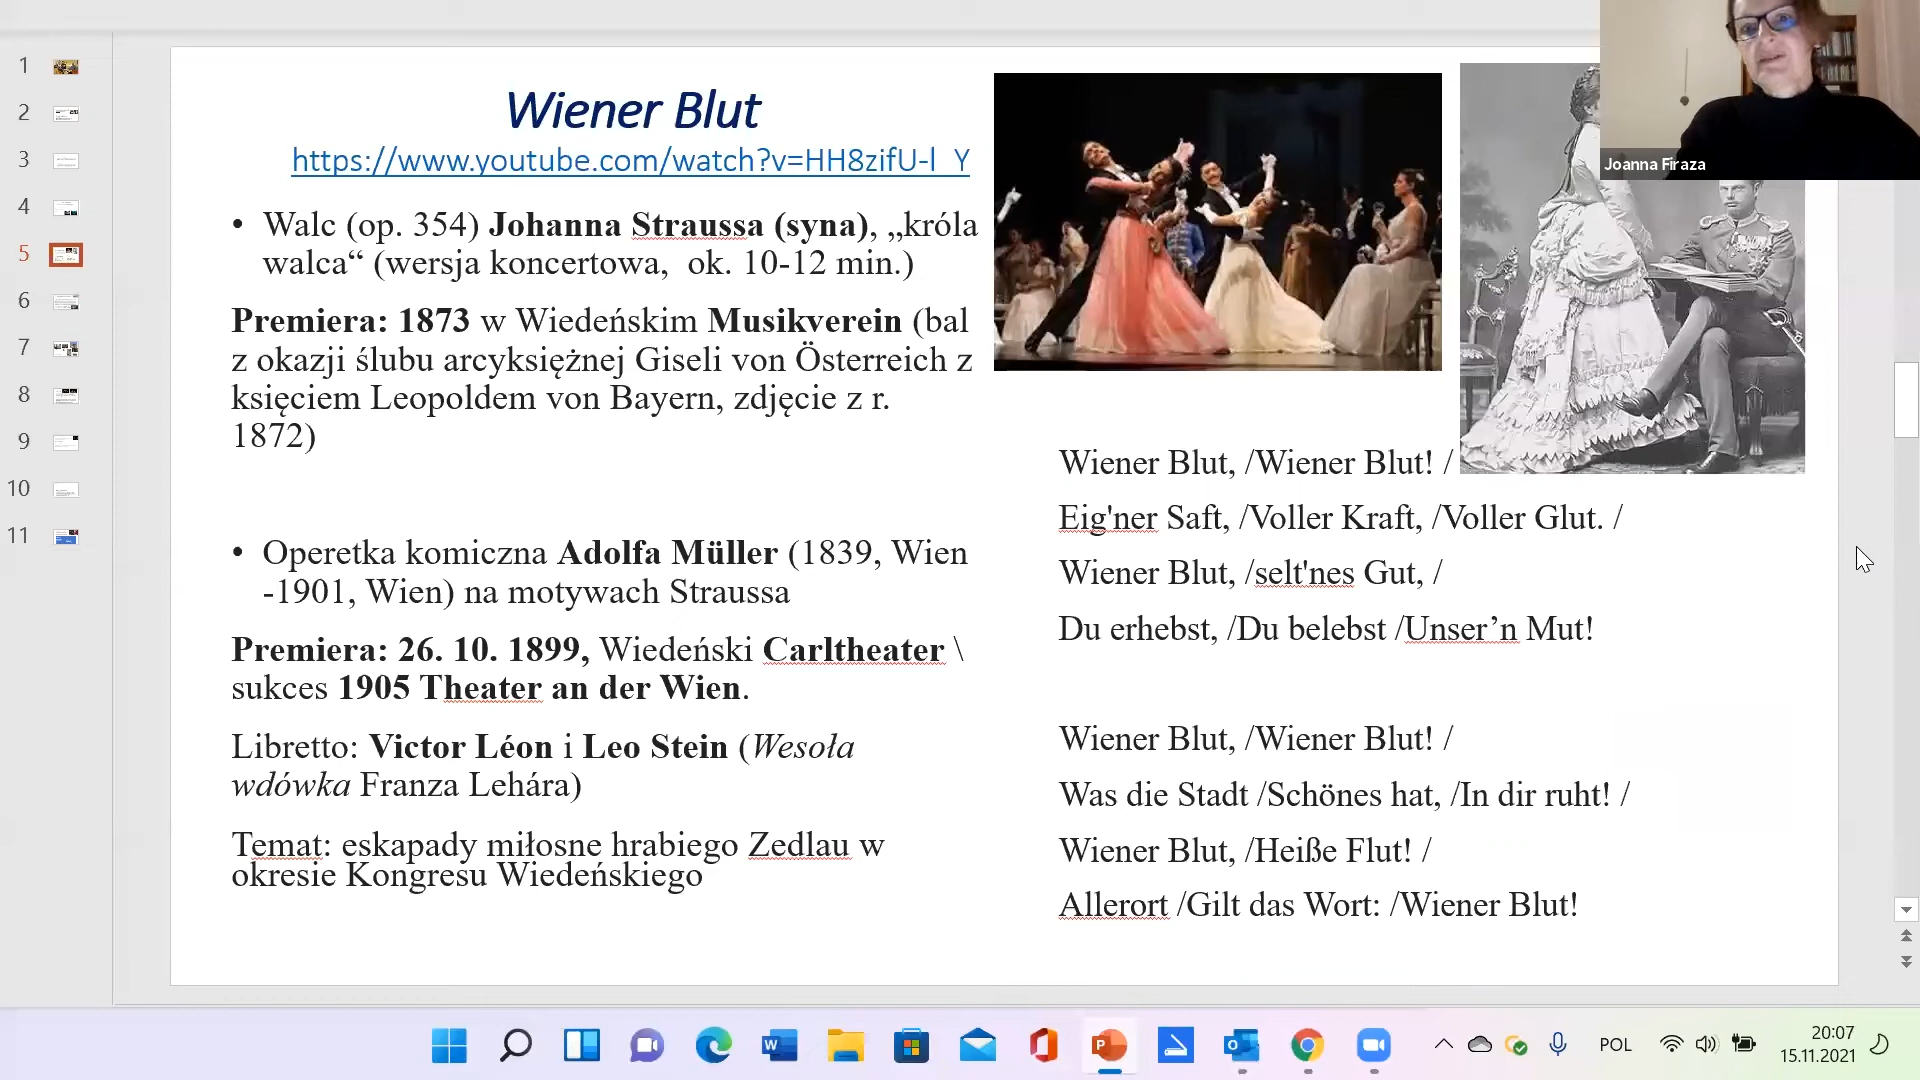 1
2
3
4
5
6
7
8
9
10
11
Wiener Blut
https://www.youtube.com/watch?v=HH8zifU-l_Y
• Walc (op. 354) Johanna Straussa (syna), „króla
walca“ (wersja koncertowa, ok. 10-12 min.)
Premiera: 1873 w Wiedeńskim Musikverein (bal
z okazji ślubu arcyksiężnej Giseli von Österreich z
księciem Leopoldem von Bayern, zdjęcie z r.
1872)
• Operetka komiczna Adolfa Müller (1839, Wien
-1901, Wien) na motywach Straussa
Premiera: 26. 10. 1899, Wiedeński Carltheater \
sukces 1905 Theater an der Wien.
Libretto: Victor Léon i Leo Stein (Wesoła
wdówka Franza Lehára)
Temat: eskapady miłosne hrabiego Zedlau w
okresie Kongresu Wiedeńskiego
Joanna Firaza
Wiener Blut, /Wiener Blut! /
Eig'ner Saft, /Voller Kraft, /Voller Glut. /
Wiener Blut, /selt'nes Gut, /
Du erhebst, /Du belebst /Unser’n Mut!
Wiener Blut, /Wiener Blut! /
Was die Stadt /Schönes hat, /In dir ruht! /
Wiener Blut, /Heiße Flut! /
Allerort /Gilt das Wort: /Wiener Blut!
POL
20:07
15.11.2021